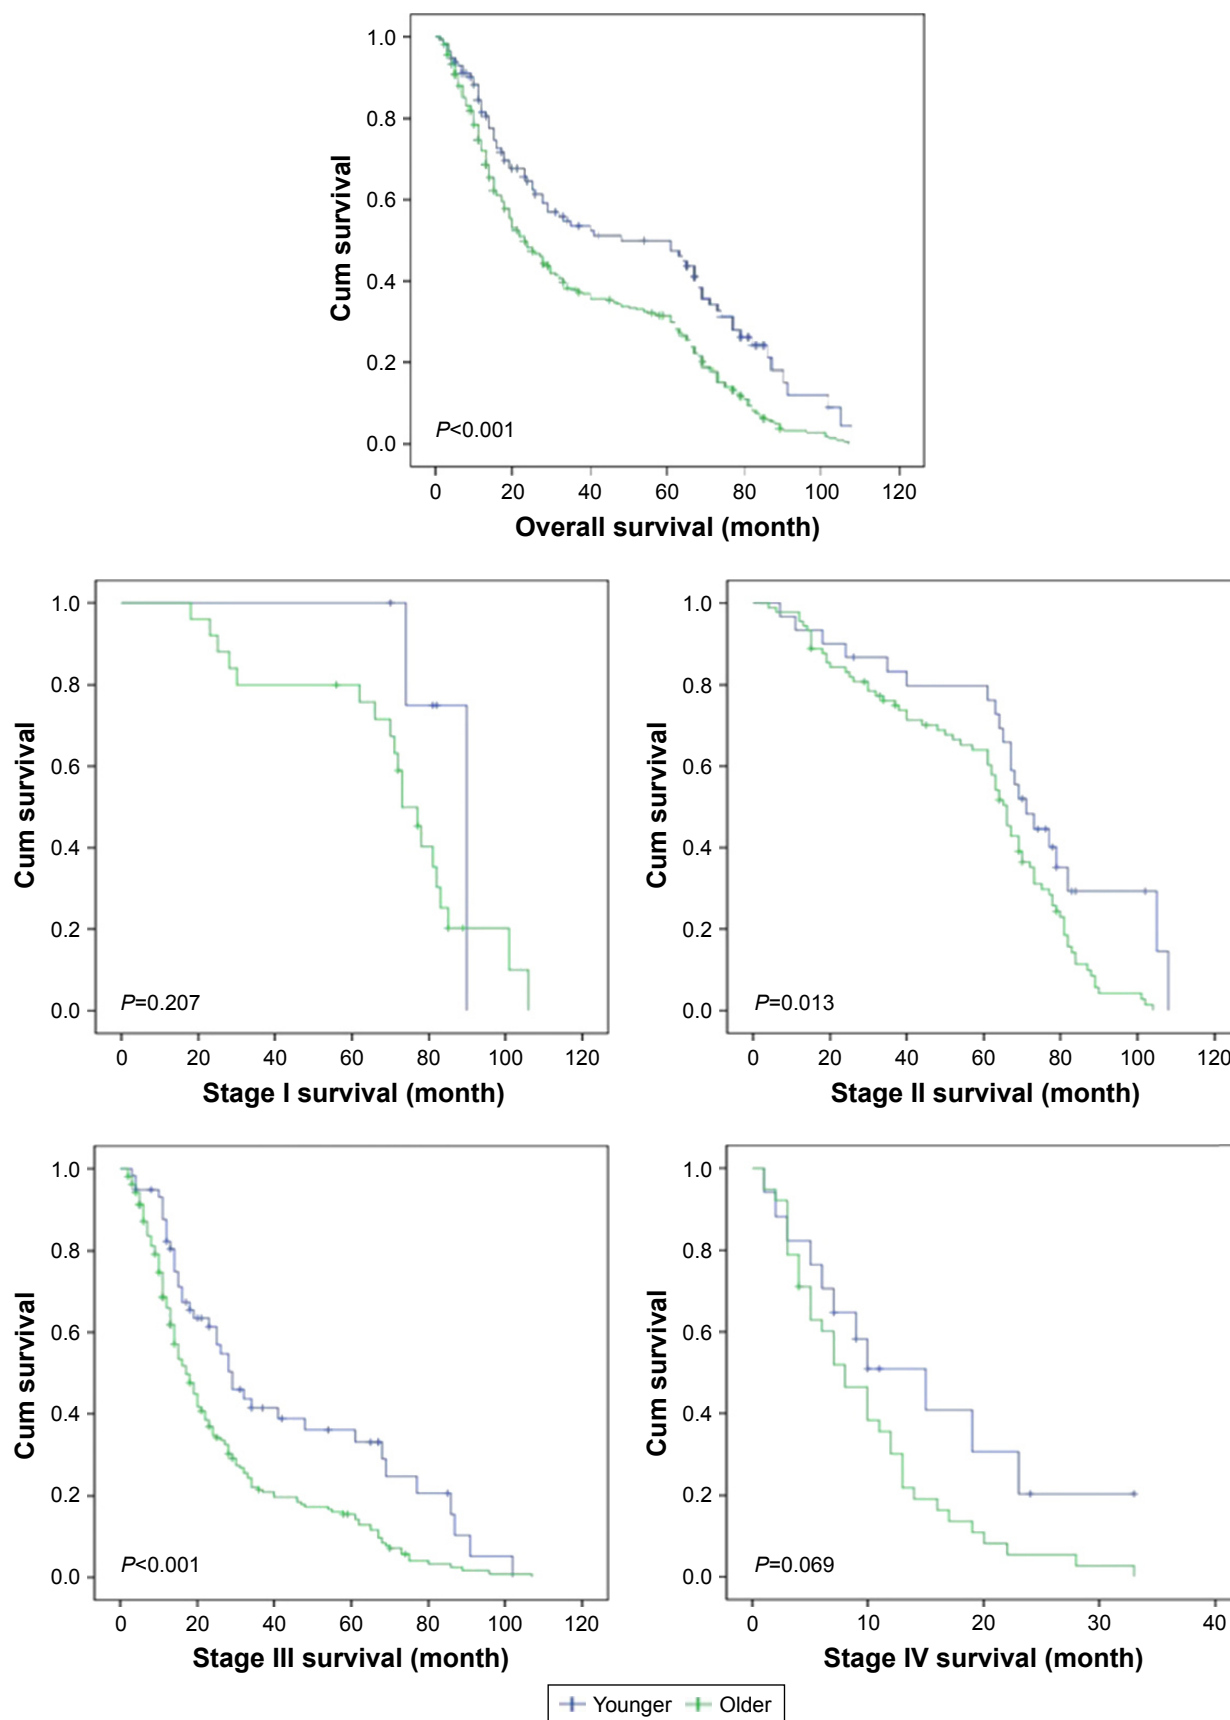 1.0
0.8
0.6
0.4
0.2
0.0
Cum survival
P<0.001
0 20 40 60 80 100 120
Overall survival (month)
1.0
0.8
0.6
0.4
0.2
0.0
Cum survival
P=0.207
0 20 40 60 80 100 120
Stage I survival (month)
1.0
0.8
0.6
0.4
0.2
0.0
Cum survival
P=0.013
0 20 40 60 80 100 120
Stage II survival (month)
1.0
0.8
0.6
0.4
0.2
0.0
Cum survival
P<0.001
0 20 40 60 80 100 120
Stage III survival (month)
1.0
0.8
0.6
0.4
0.2
0.0
Cum survival
P=0.069
0 10 20 30 40
Stage IV survival (month)
Younger Older